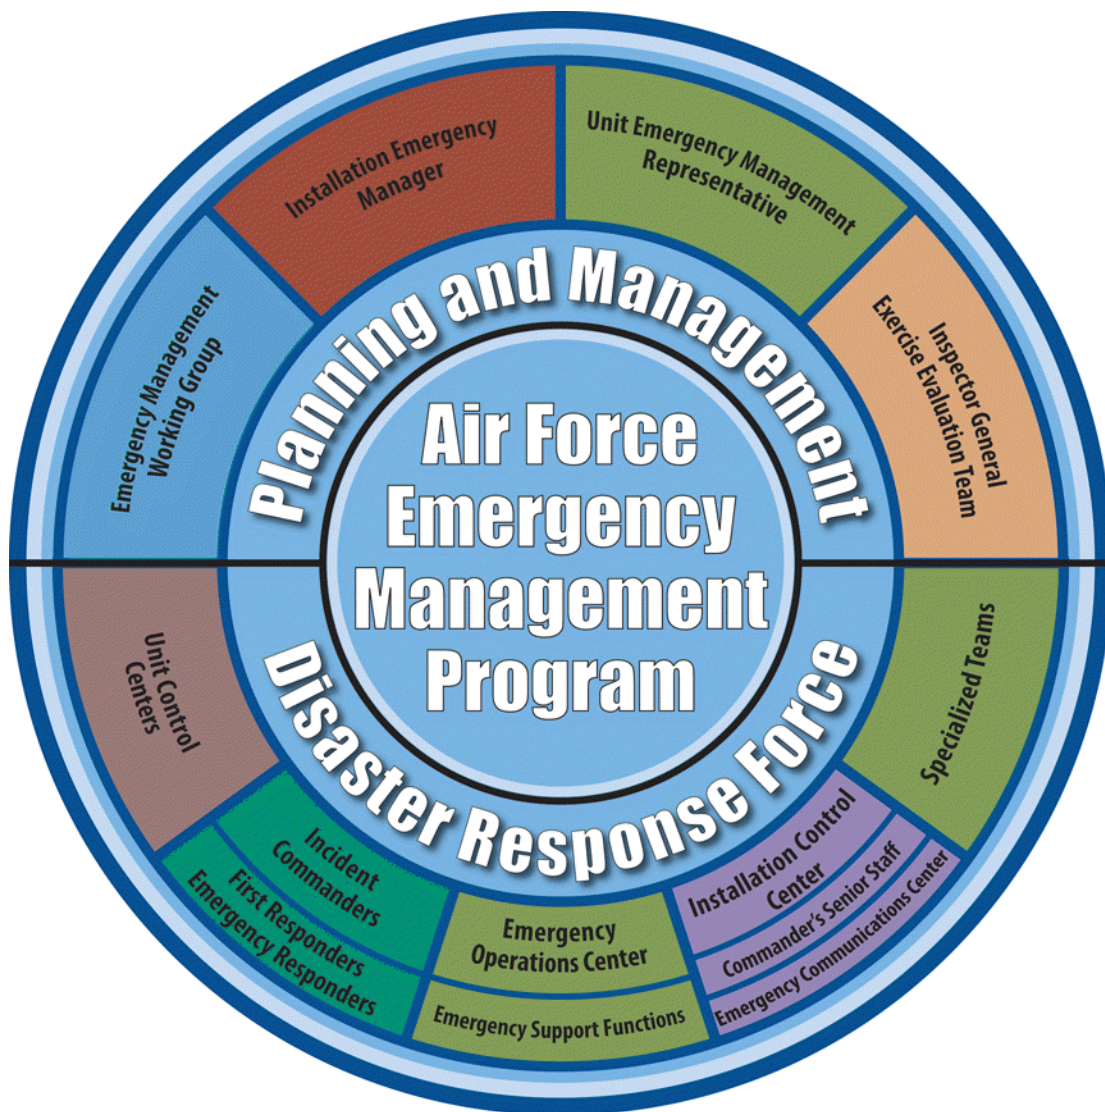 Installation Emergency
Manager
Unit Emergency Management
Representative
Emergency Management
Working Group
Inspector General
Exercise Evaluation Team
Planning and Management
Air Force
Emergency
Management
Program
Disaster Response Force
Unit Control
Centers
Incident
Commanders
First Responders
Emergency Responders
Emergency
Operations Center
Emergency Support Functions
Installation Control
Center
Commander's Senior Staff
Emergency Communications Center
Specialized Teams